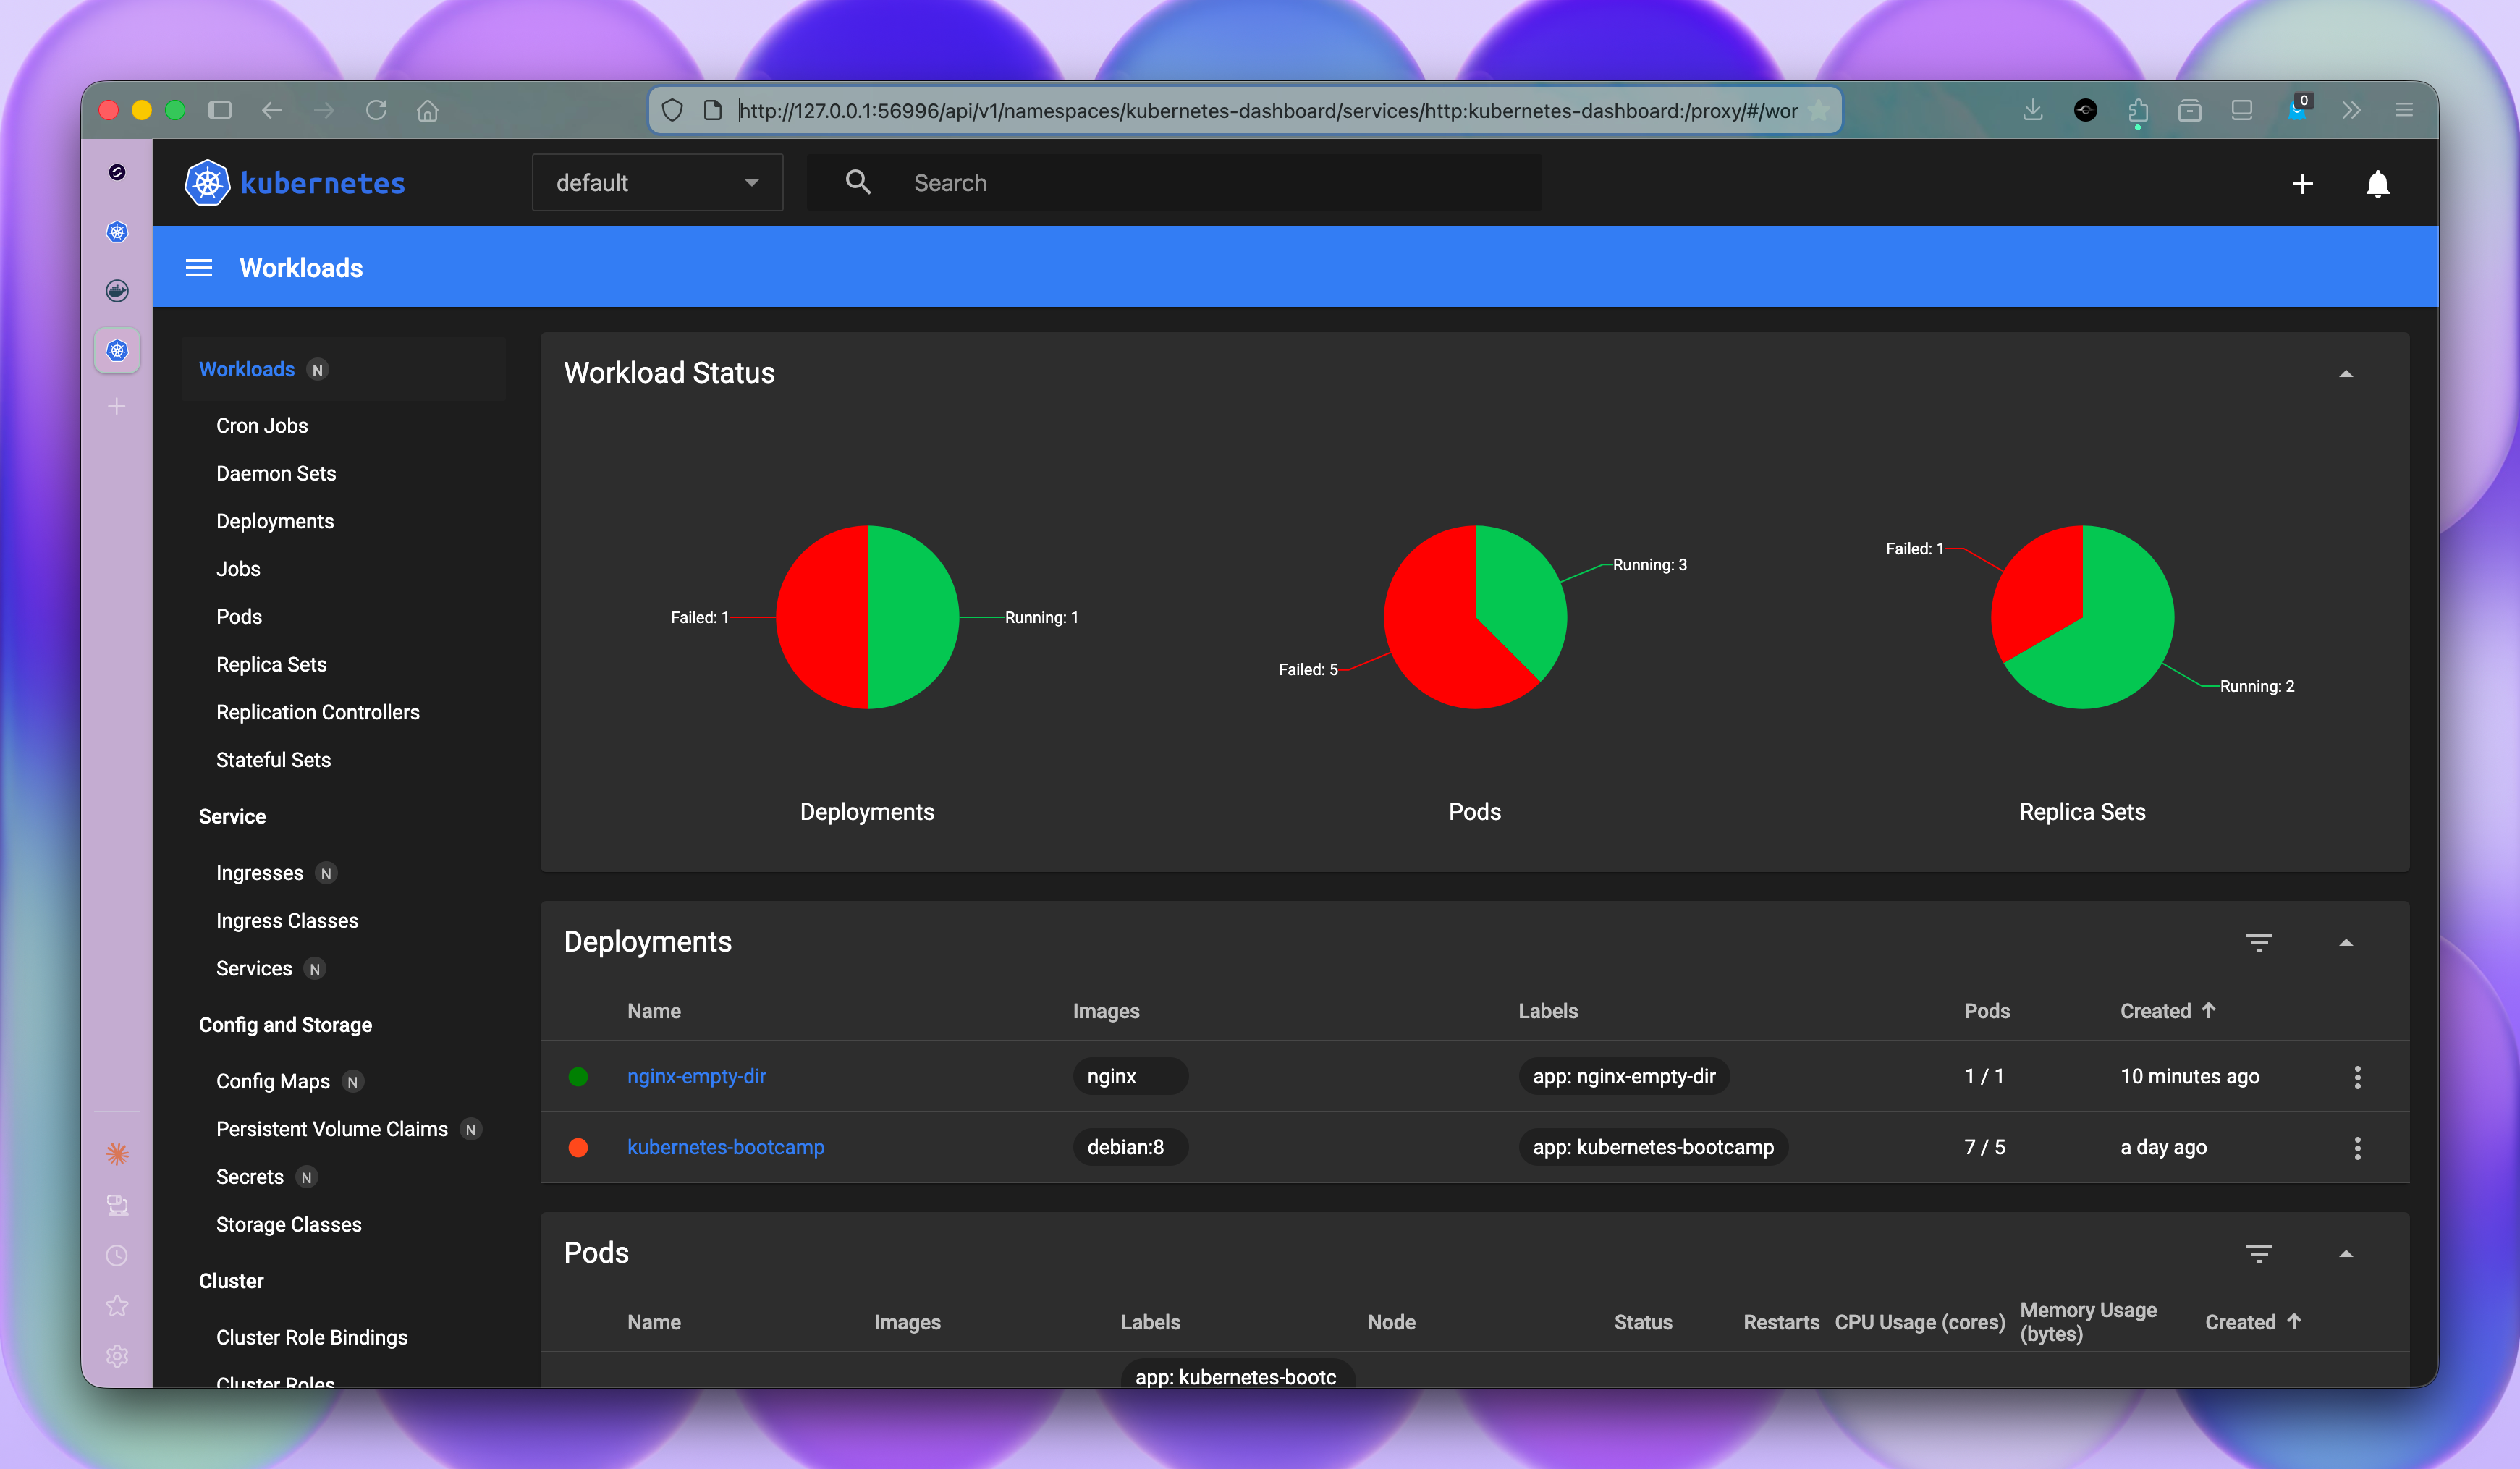 http://127.0.0.1:56996/api/v1/namespaces/kubernetes-dashboard/services/http:kubernetes-dashboard:/proxy/#/wor
0
kubernetes
default
Search
Workloads
Workloads N
Cron Jobs
Daemon Sets
Deployments
Jobs
Pods
Replica Sets
Replication Controllers
Stateful Sets
Service
Ingresses N
Ingress Classes
Services N
Config and Storage
Config Maps N
Persistent Volume Claims N
Secrets N
Storage Classes
Cluster
Cluster Role Bindings
Cluster Roles
Workload Status
Failed: 1
Running: 1
Deployments
Running: 3
Failed: 5
Pods
Failed: 1
Running: 2
Replica Sets
Deployments
Name Images Labels Pods Created
nginx-empty-dir nginx app: nginx-empty-dir 1 / 1 10 minutes ago
kubernetes-bootcamp debian:8 app: kubernetes-bootcamp 7 / 5 a day ago
Pods
Name Images Labels Node Status Restarts CPU Usage (cores) Memory Usage (bytes) Created
app: kubernetes-bootc